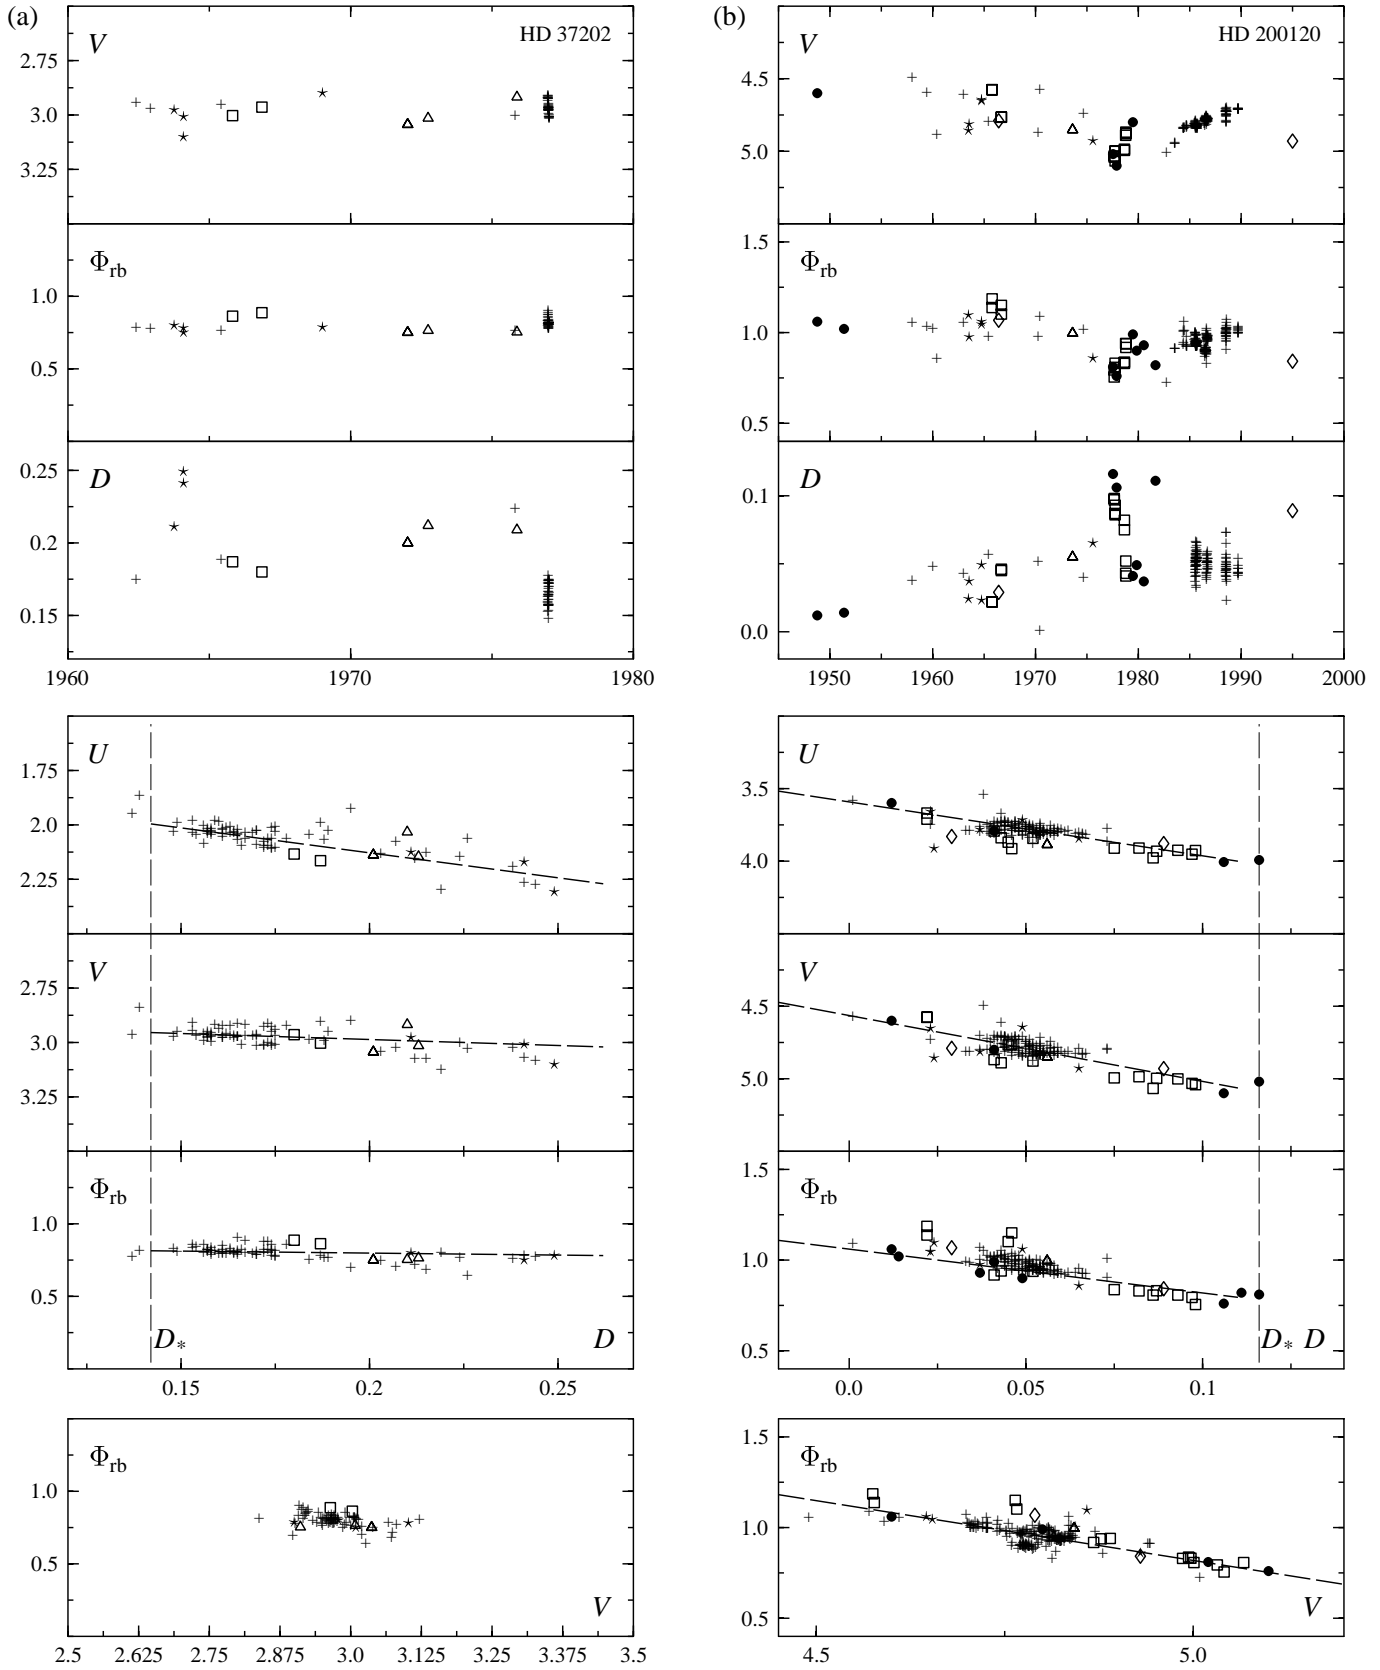 (a)
HD 37202
V
2.75
3.0
3.25
Φrb
1.0
0.5
D
0.25
0.2
0.15
1960 1970 1980
U
1.75
2.0
2.25
V
2.75
3.0
3.25
Φrb
1.0
0.5
D* D
0.15 0.2 0.25
Φrb
1.0
0.5
V
2.5 2.625 2.75 2.875 3.0 3.125 3.25 3.375 3.5
(b)
HD 200120
V
4.5
5.0
Φrb
1.5
1.0
0.5
D
0.1
0.0
1950 1960 1970 1980 1990 2000
U
3.5
4.0
V
4.5
5.0
Φrb
1.5
1.0
0.5
D* D
0.0 0.05 0.1
Φrb
1.5
1.0
0.5
V
4.5 5.0